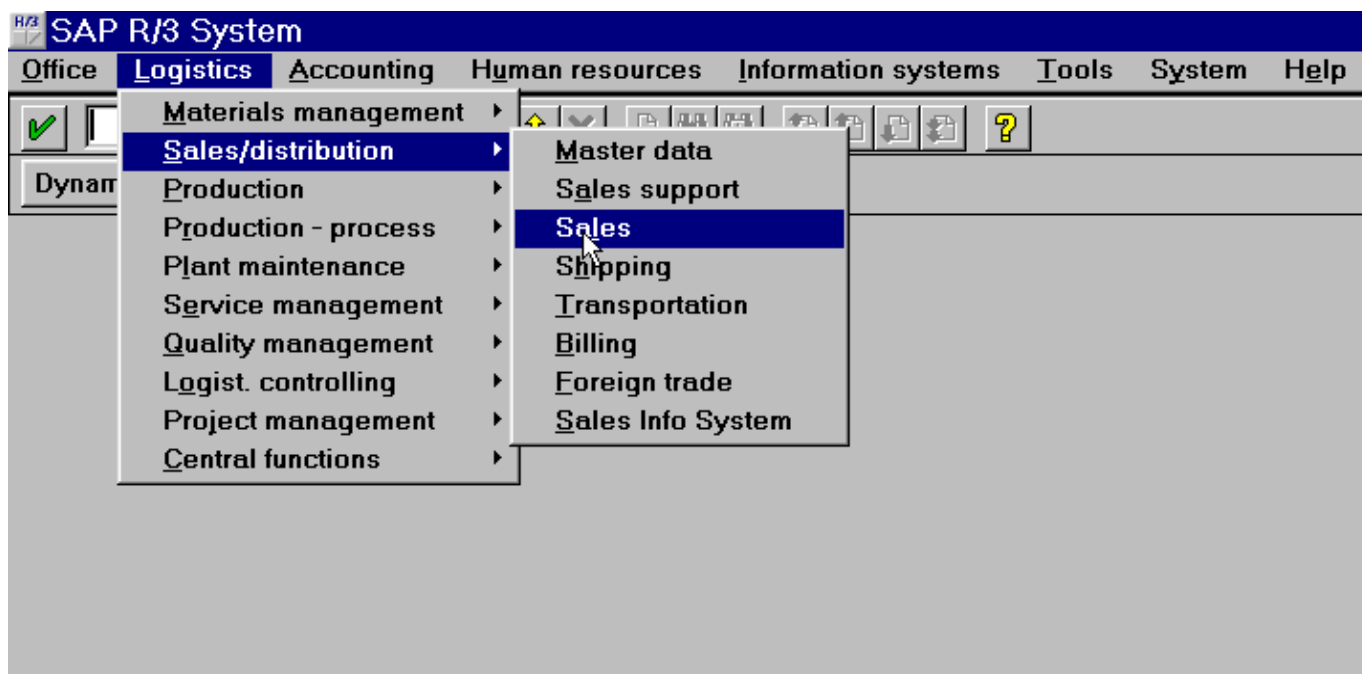 R/3 SAP R/3 System
Office Logistics Accounting Human resources Information systems Tools System Help
Materials management
Sales/distribution
Production
Production - process
Plant maintenance
Service management
Quality management
Logist. controlling
Project management
Central functions
Master data
Sales support
Sales
Shipping
Transportation
Billing
Foreign trade
Sales Info System
?